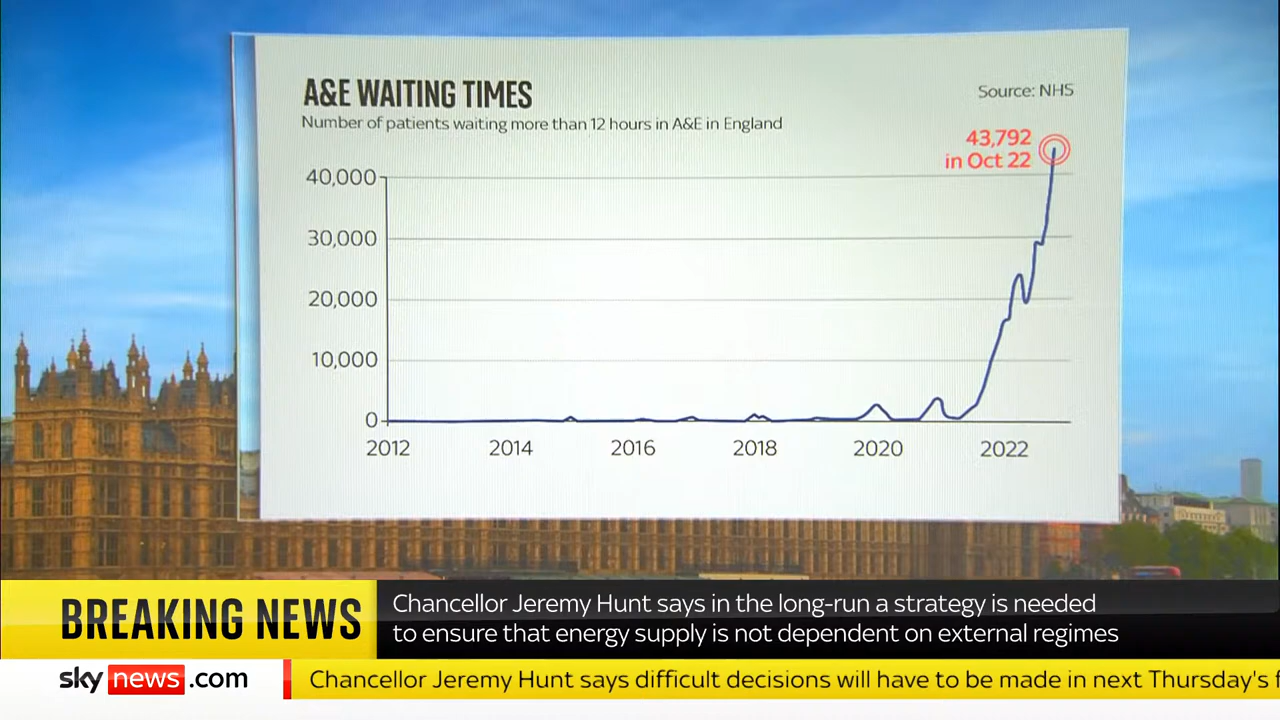 A&E WAITING TIMES
Source: NHS
Number of patients waiting more than 12 hours in A&E in England
43,792
in Oct 22
40,000
30,000
20,000
10,000
0
2012 2014 2016 2018 2020 2022
BREAKING NEWS
Chancellor Jeremy Hunt says in the long-run a strategy is needed
to ensure that energy supply is not dependent on external regimes
sky news.com
Chancellor Jeremy Hunt says difficult decisions will have to be made in next Thursday's f